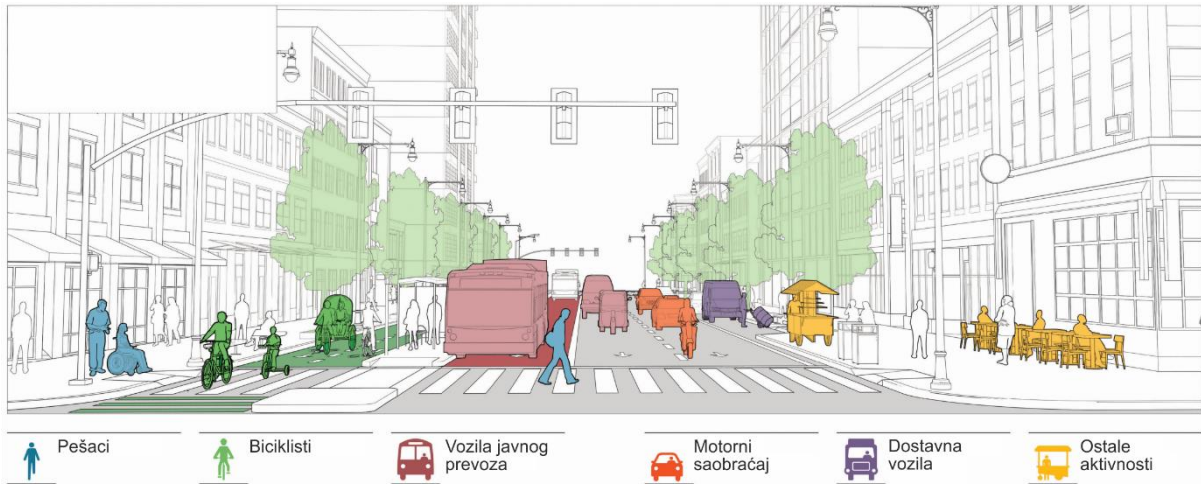 Pešaci
Biciklisti
Vozila javnog
prevoza
Motorni
saobraćaj
Dostavna
vozila
Ostale
aktivnosti